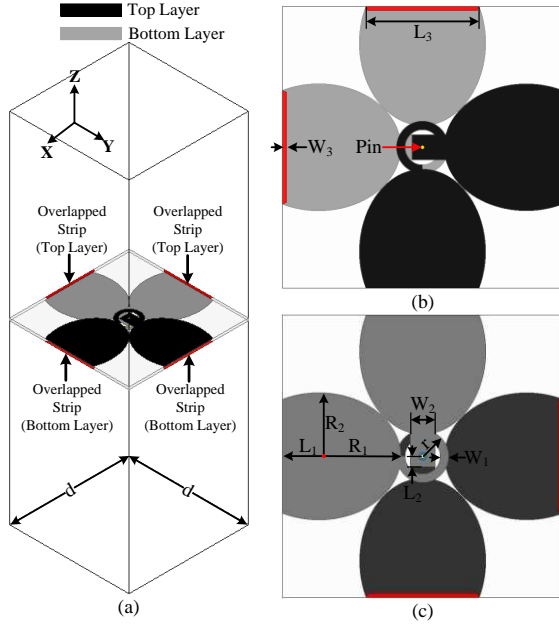 Top Layer
Bottom Layer
Z
X
Y
Overlapped
Strip
(Top Layer)
Overlapped
Strip
(Top Layer)
Overlapped
Strip
(Bottom Layer)
Overlapped
Strip
(Bottom Layer)
d
d
(a)
L3
W3
Pin
(b)
W2
R2
L1
R1
r
W1
L2
(c)